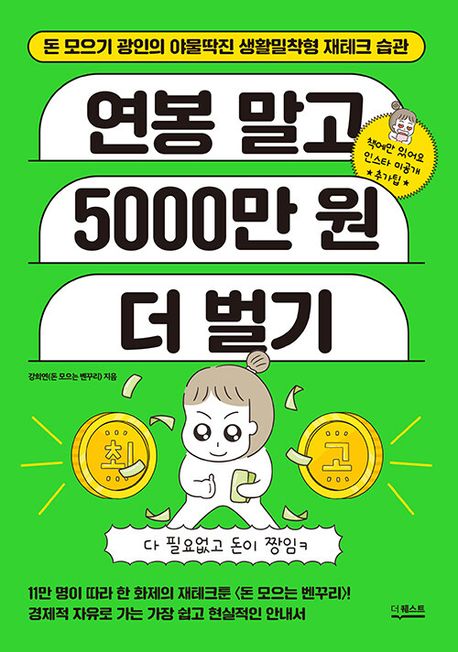 돈 모으기 광인의 야물딱진 생활밀착형 재테크 습관
연봉 말고
책에만 있어요
인스타 미공개
★추가팁★
5000만 원
더 벌기
강희연(돈 모으는 벤꾸리) 지음
최
고
다 필요없고 돈이 짱임ㅋ
11만 명이 따라 한 화제의 재테크툰 〈돈 모으는 벤꾸리〉!
경제적 자유로 가는 가장 쉽고 현실적인 안내서
더 퀘스트